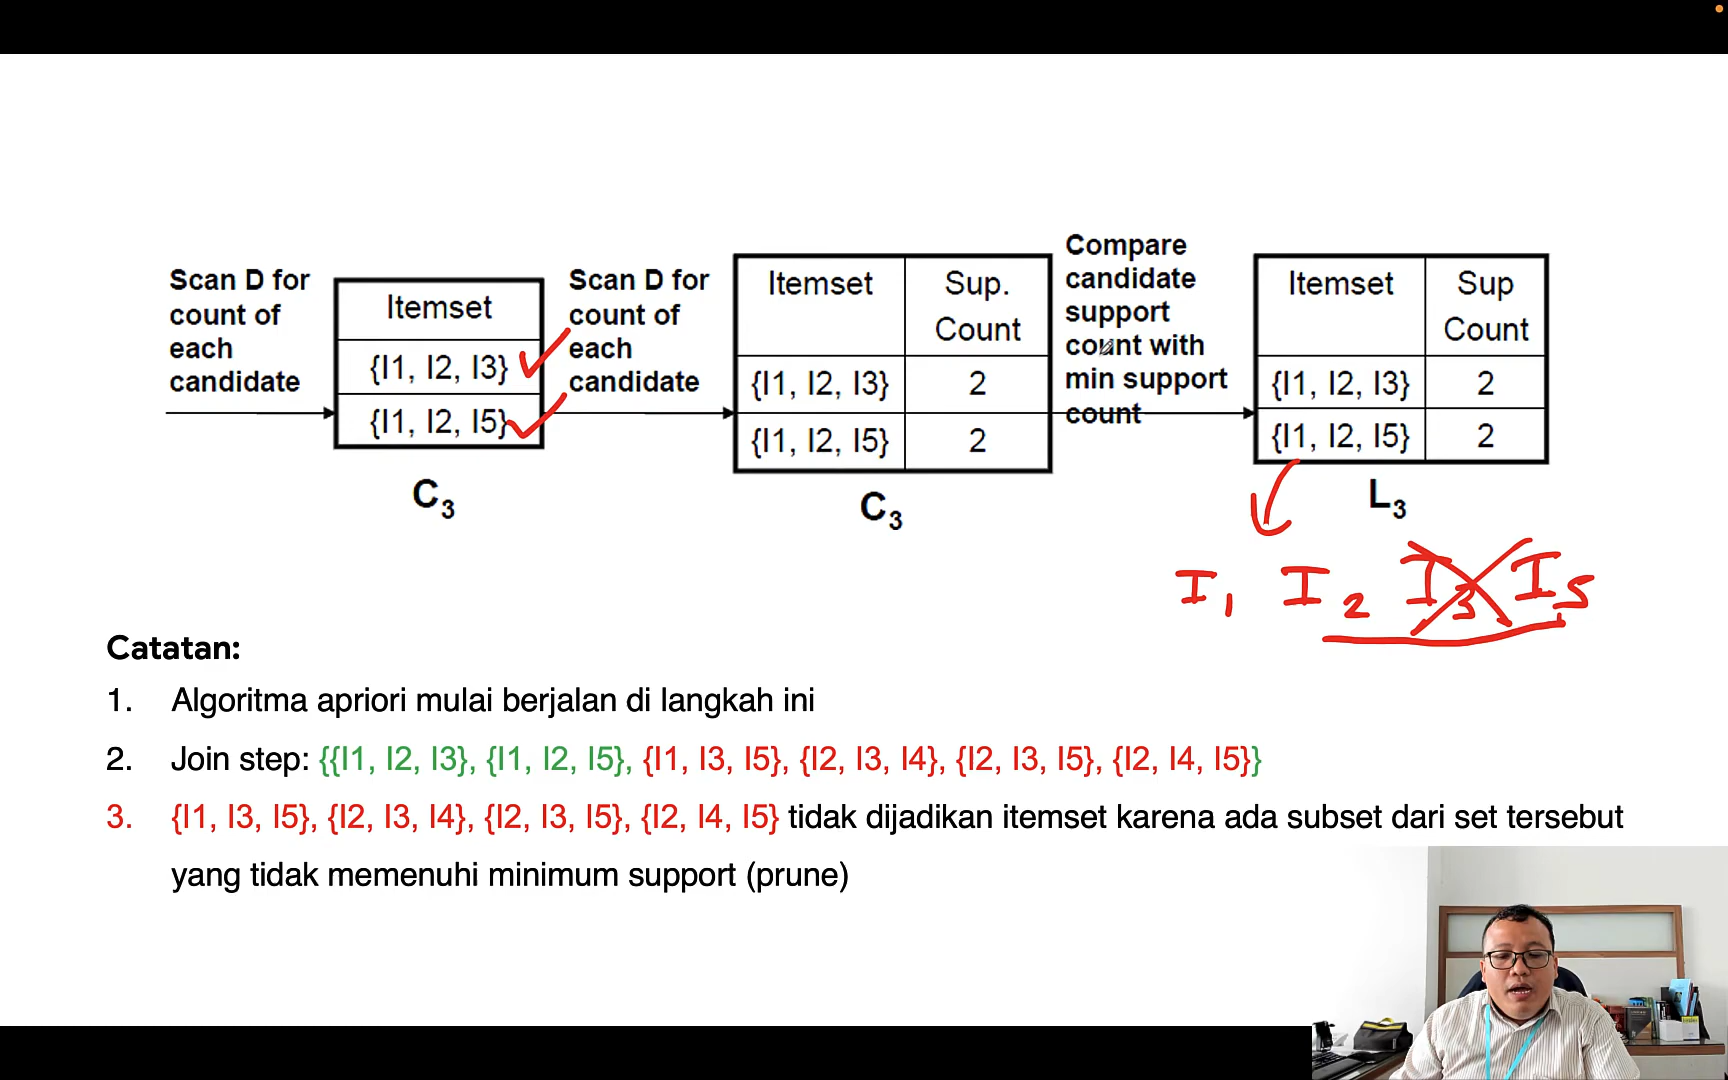 Scan D for
count of
each
candidate
Itemset
{I1, I2, I3}
{I1, I2, I5}
C3
Scan D for
count of
each
candidate
Itemset Sup. Count
{I1, I2, I3} 2
{I1, I2, I5} 2
C3
Compare
candidate
support
count with
min support
count
Itemset Sup Count
{I1, I2, I3} 2
{I1, I2, I5} 2
L3
I1 I2 I3 I5
Catatan:
1. Algoritma apriori mulai berjalan di langkah ini
2. Join step: {{I1, I2, I3}, {I1, I2, I5}, {I1, I3, I5}, {I2, I3, I4}, {I2, I3, I5}, {I2, I4, I5}}
3. {I1, I3, I5}, {I2, I3, I4}, {I2, I3, I5}, {I2, I4, I5} tidak dijadikan itemset karena ada subset dari set tersebut
yang tidak memenuhi minimum support (prune)